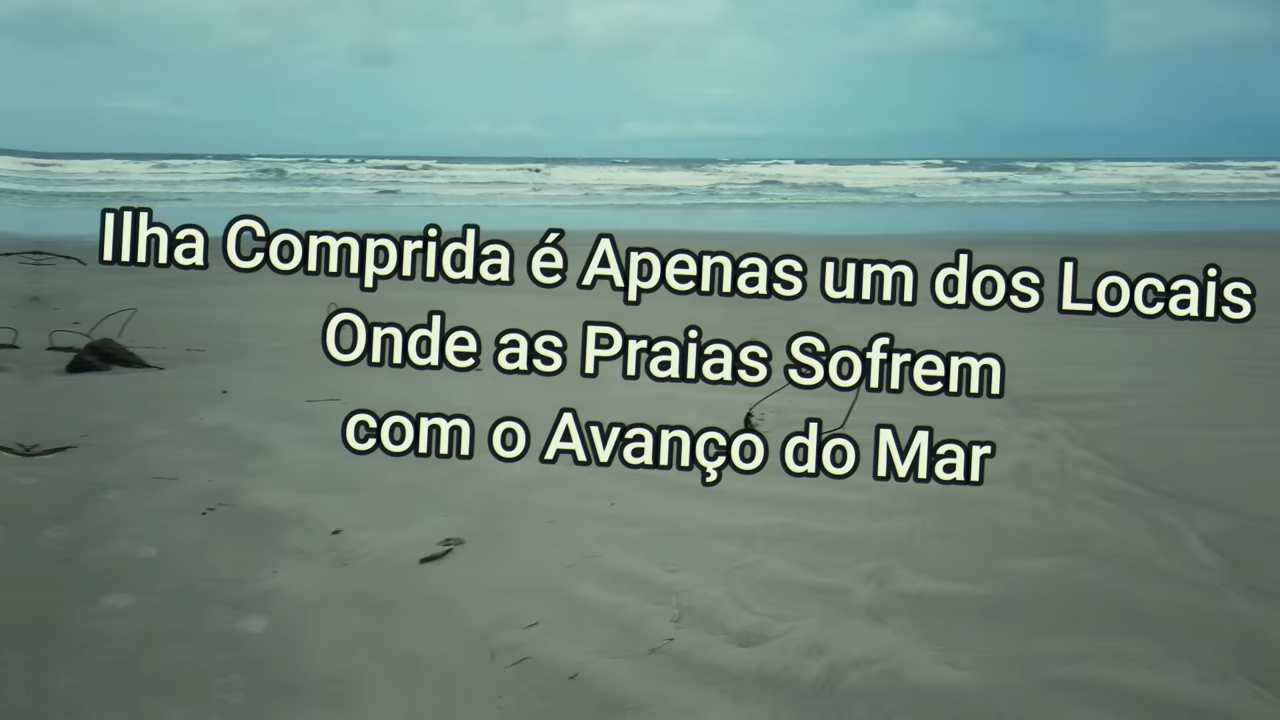 Ilha Comprida é Apenas um dos Locais
Onde as Praias Sofrem
com o Avanço do Mar